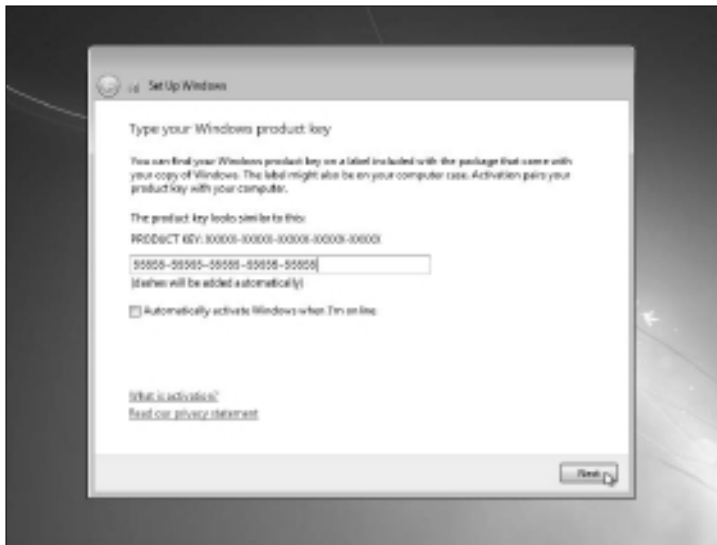 Set Up Windows
Type your Windows product key
You can find your Windows product key on a label included with the package that came with
your copy of Windows. The label might also be on your computer case. Activation pairs your
product key with your computer.
The product key looks similar to this:
PRODUCT KEY: XXXXX-XXXXX-XXXXX-XXXXX-XXXXX
(dashes will be added automatically)
Automatically activate Windows when I'm online
What is activation?
Read our privacy statement
Next